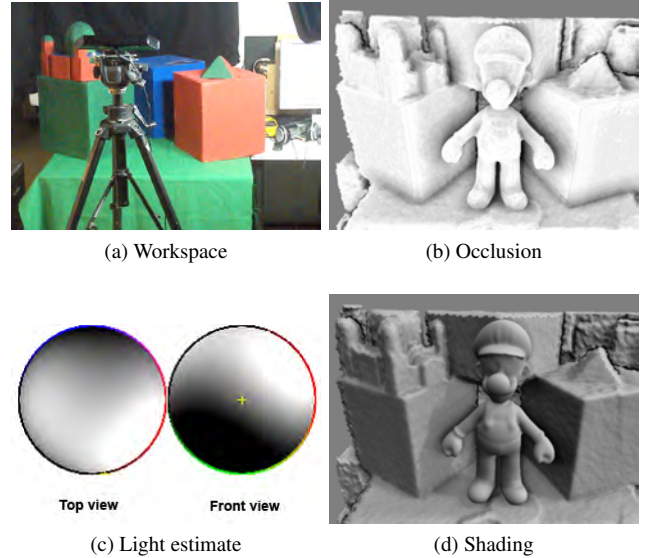 (a) Workspace
(b) Occlusion
Top view
Front view
(c) Light estimate
(d) Shading